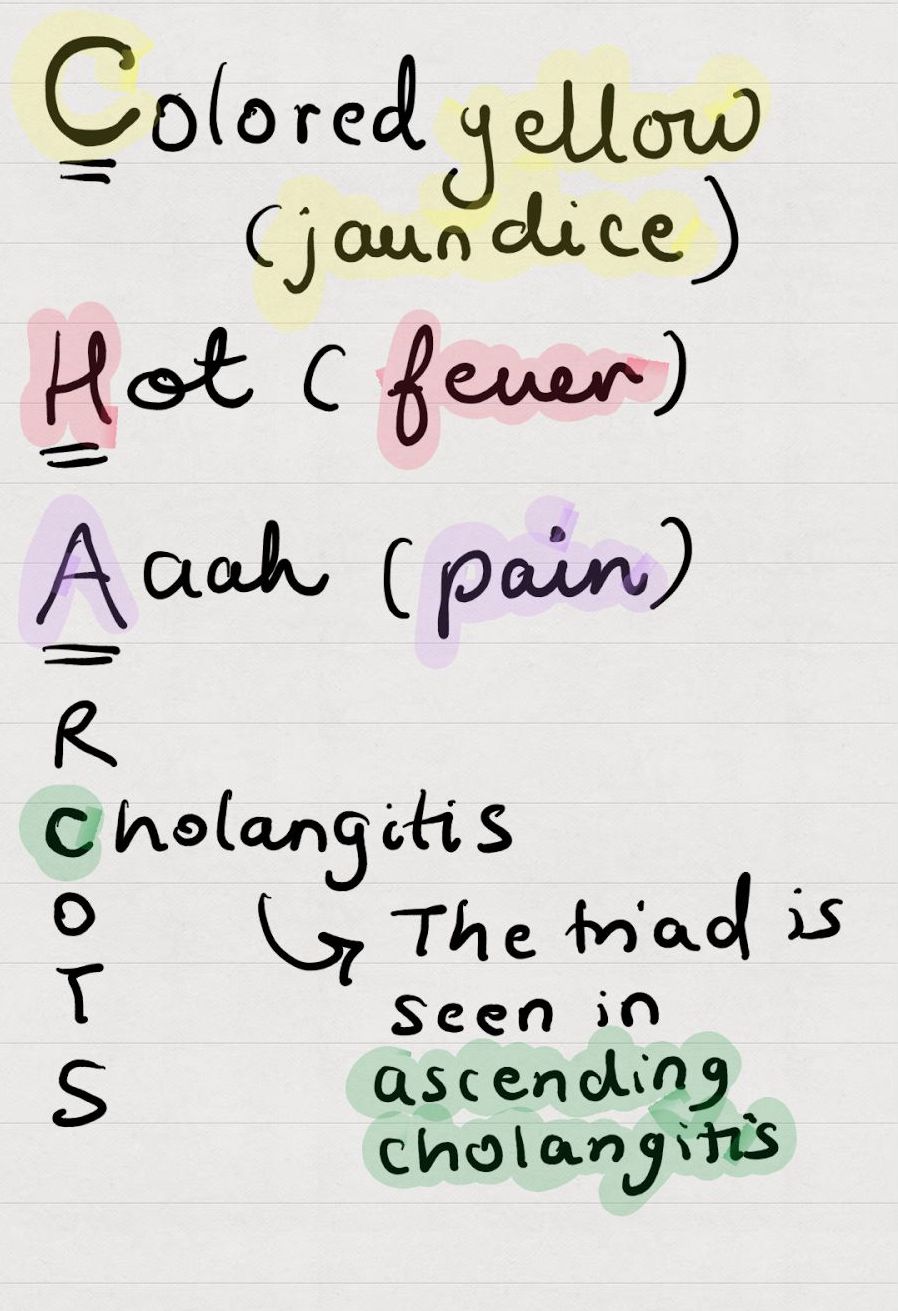 Colored yellow
(jaundice)
Hot (fever)
Aaah (pain)
R
Cholangitis
O
The triad is
T
seen in
S
ascending
cholangitis